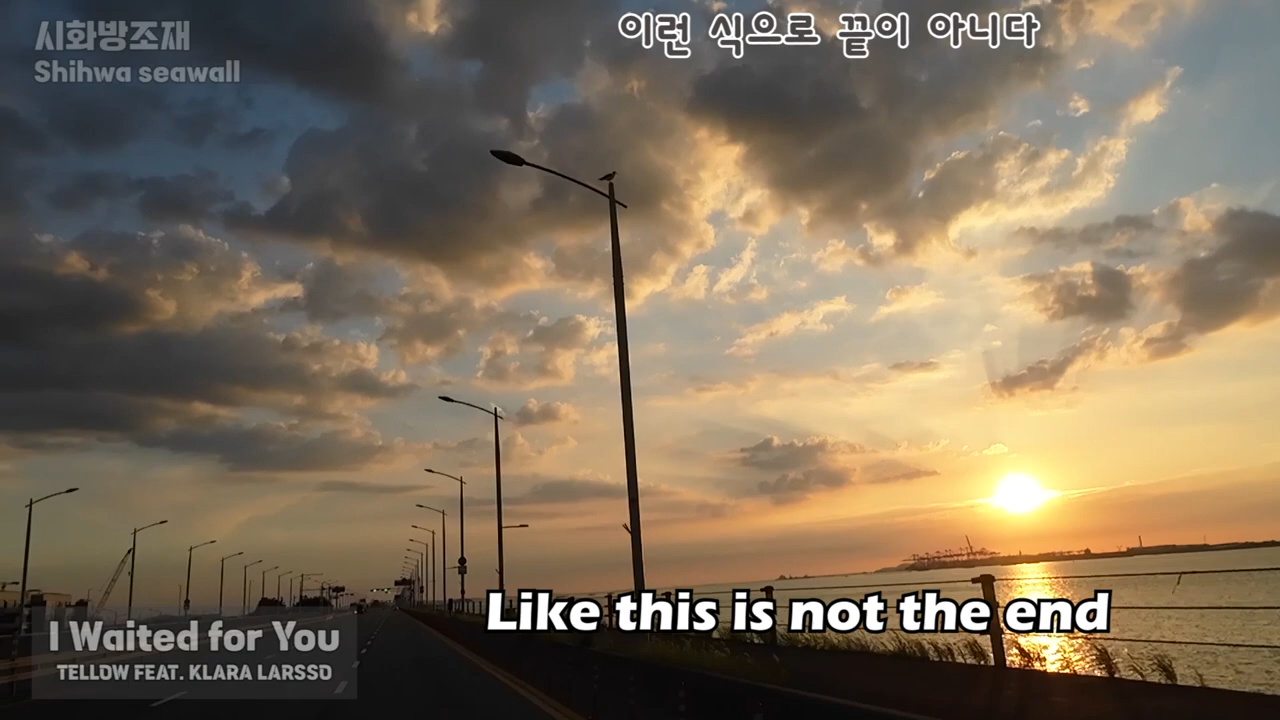 시화방조재
Shihwa seawall
이런 식으로 끝이 아니다
Like this is not the end
I Waited for You
TELLOW FEAT. KLARA LARSSO